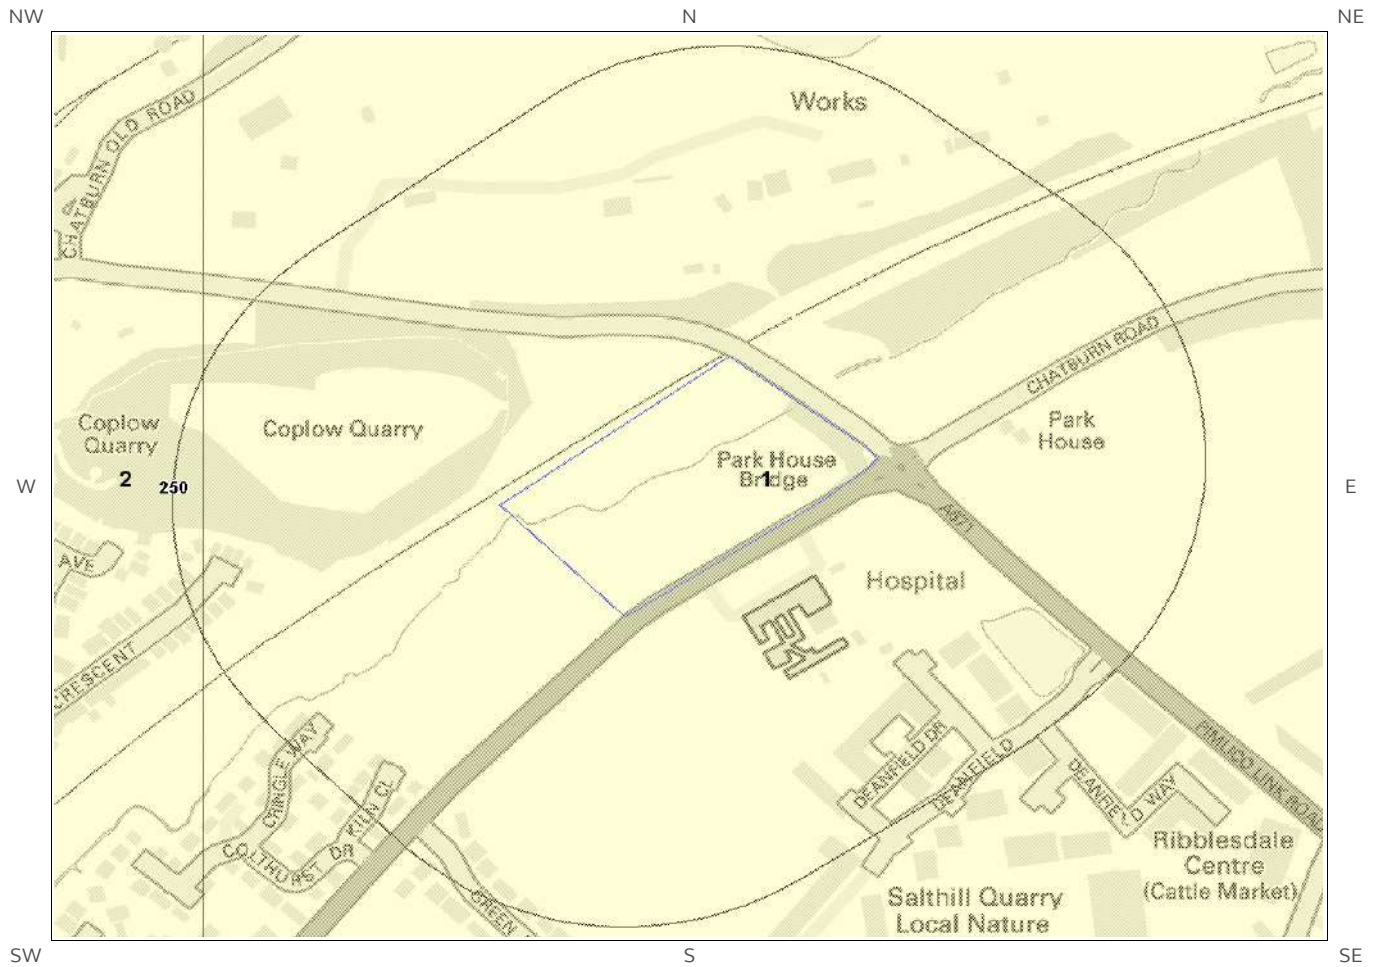 NW
N
NE
CHATBURN OLD ROAD
Works
CHATBURN ROAD
Coplow
Quarry
Coplow Quarry
Park
House
Park House
Bridge
W
2
250
1
E
A671
AVE
Hospital
CRESCENT
CRINGLE WAY
KILN CL
COLTHURST DR
GREEN
DEANFIELD DR
DEANFIELD
DEANFIELD WAY
PIMLICO LINK ROAD
Ribblesdale
Centre
(Cattle Market)
Salthill Quarry
Local Nature
SW
S
SE